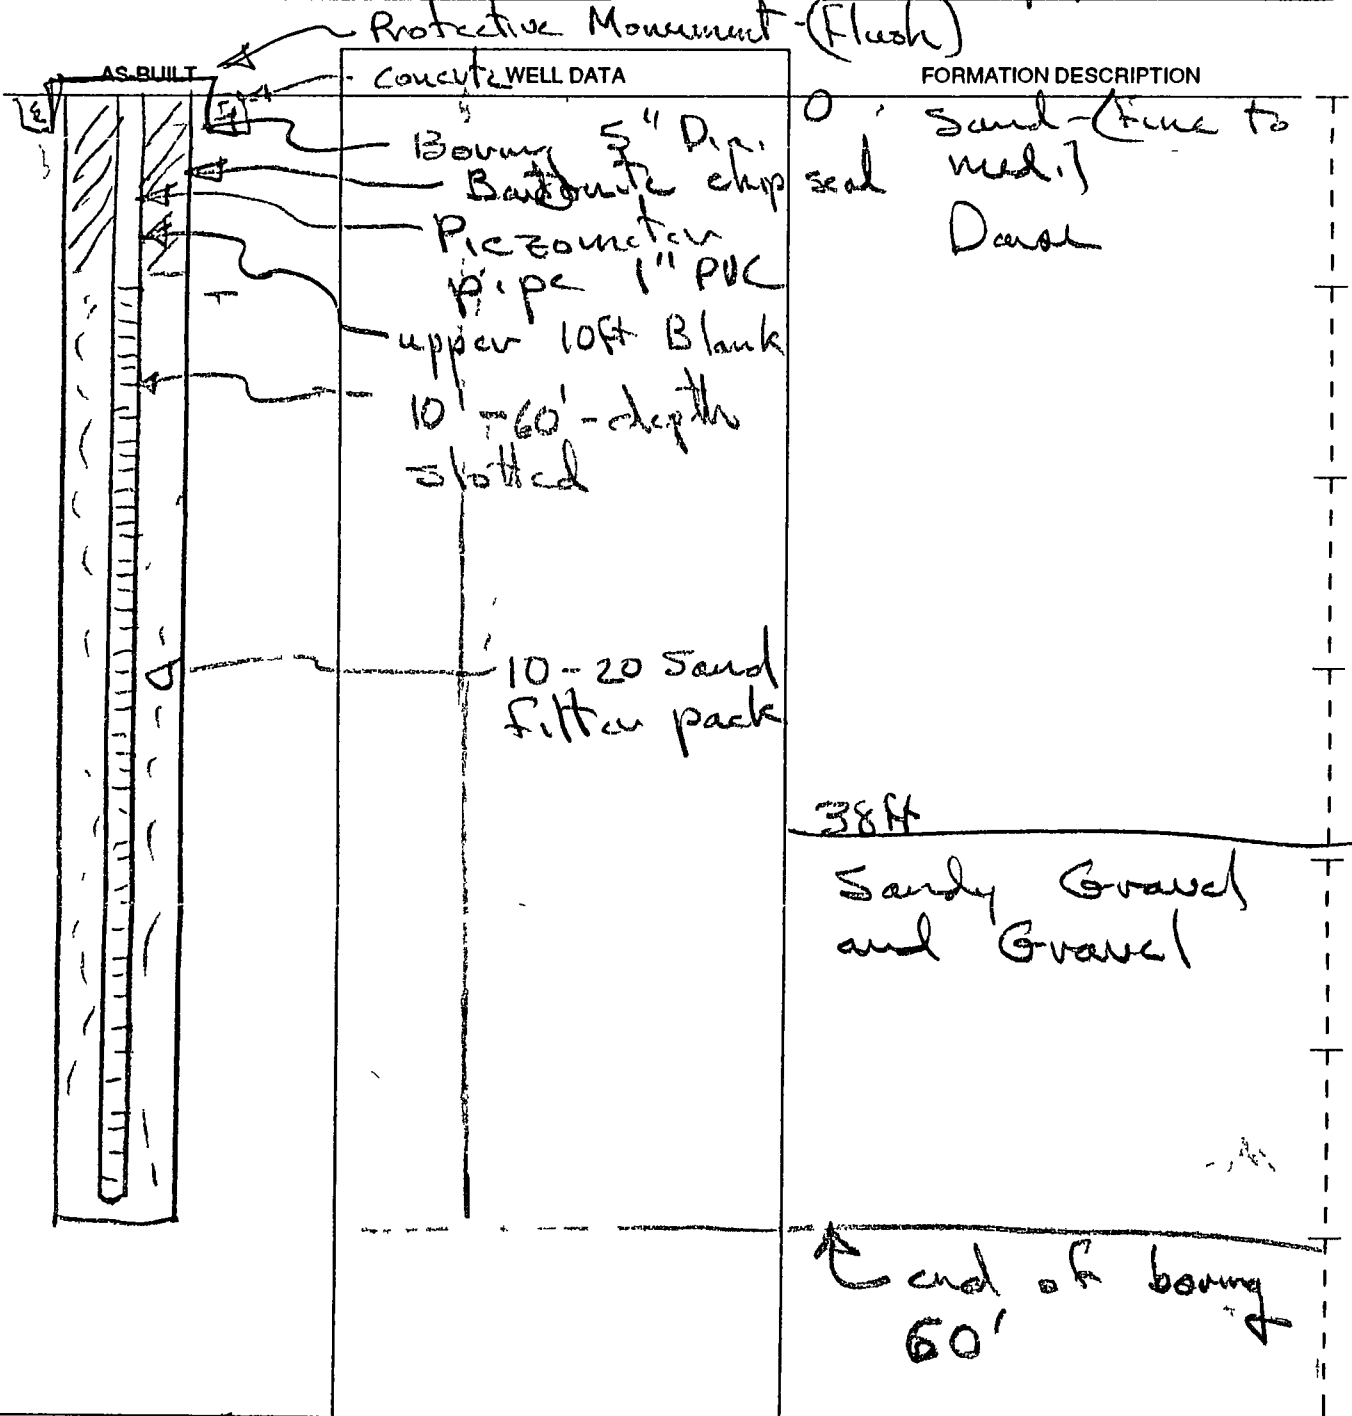 Protective Monument - (Flush)
AS-BUILT
concrete WELL DATA
FORMATION DESCRIPTION
Boring 5" Dia.
Bentonite chip seal
Piezometer
pipe 1" PVC
upper 10ft Blank
10'-60'-depth
slotted
10-20 Sand
filter pack
0 Sand-(Fine to
med.)
Dense
38ft
Sandy Gravel
and Gravel
end of boring
60'